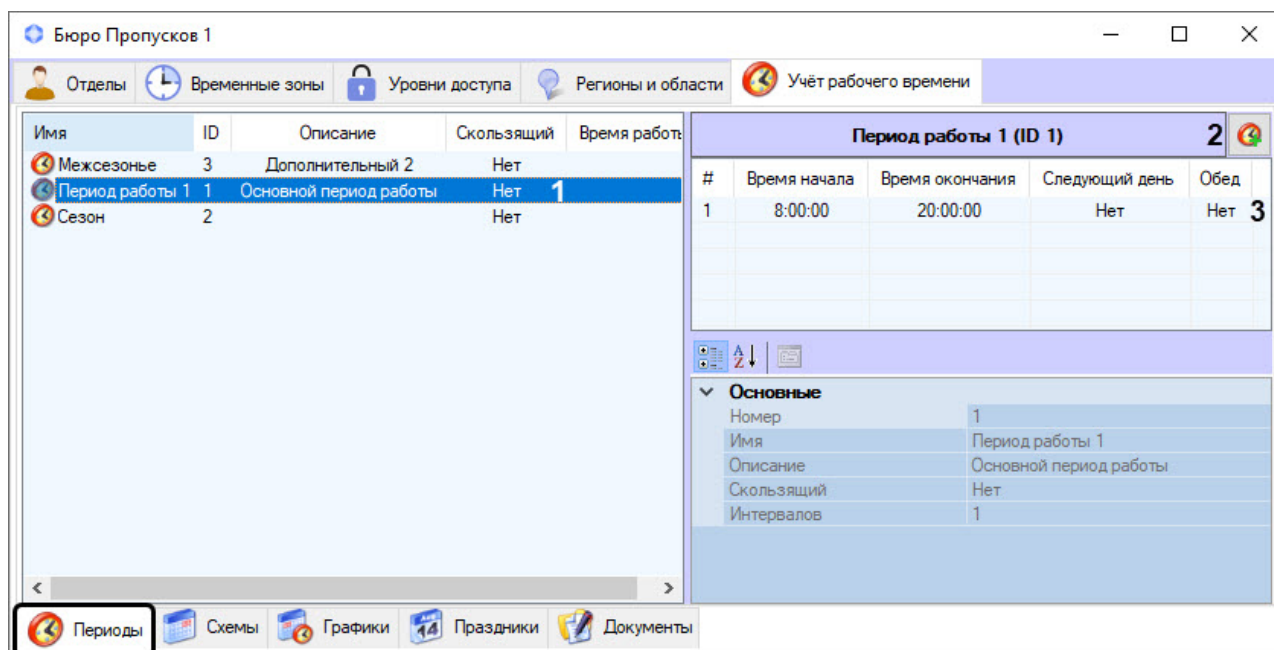 Бюро Пропусков 1
Отделы Временные зоны Уровни доступа Регионы и области Учёт рабочего времени
Имя ID Описание Скользящий Время работь
Межсезонье 3 Дополнительный 2 Нет
Период работы 1 1 Основной период работы Нет 1
Сезон 2 Нет
Период работы 1 (ID 1) 2
# Время начала Время окончания Следующий день Обед
1 8:00:00 20:00:00 Нет Нет 3
Основные
Номер 1
Имя Период работы 1
Описание Основной период работы
Скользящий Нет
Интервалов 1
Периоды Схемы Графики Праздники Документы